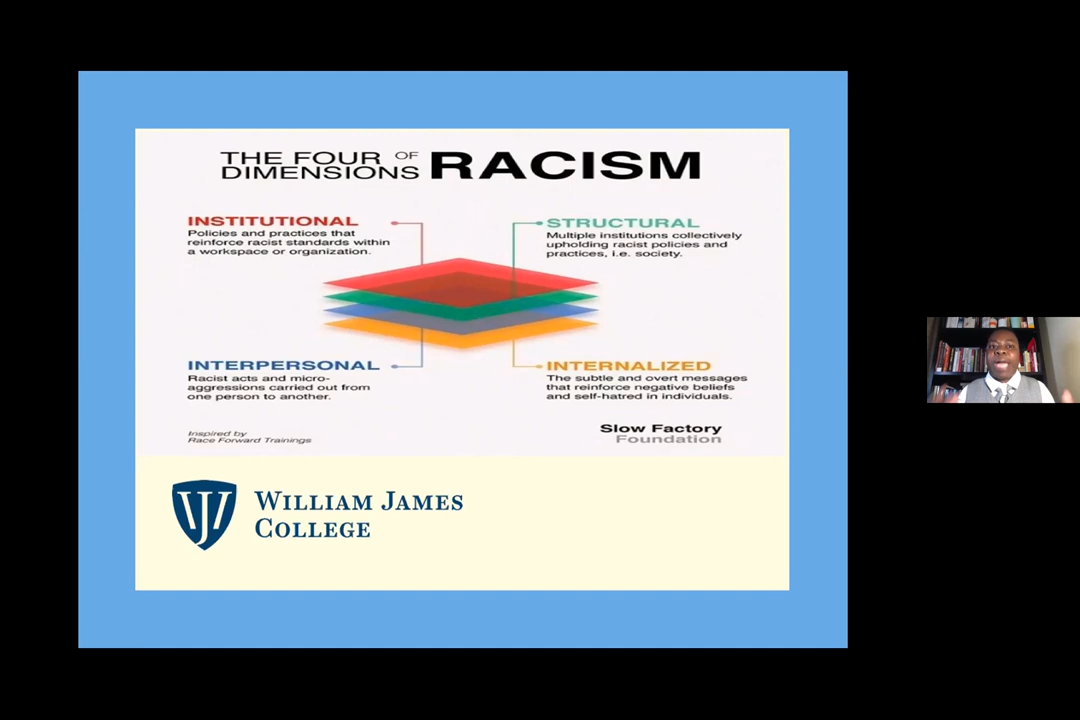 THE FOUR OF
DIMENSIONS RACISM
INSTITUTIONAL
Policies and practices that
reinforce racist standards within
a workspace or organization.
STRUCTURAL
Multiple institutions collectively
upholding racist policies and
practices, i.e. society.
INTERPERSONAL
Racist acts and micro-
aggressions carried out from
one person to another.
INTERNALIZED
The subtle and overt messages
that reinforce negative beliefs
and self-hatred in individuals.
Inspired by
Race Forward Trainings
Slow Factory
Foundation
WJ
WILLIAM JAMES
COLLEGE